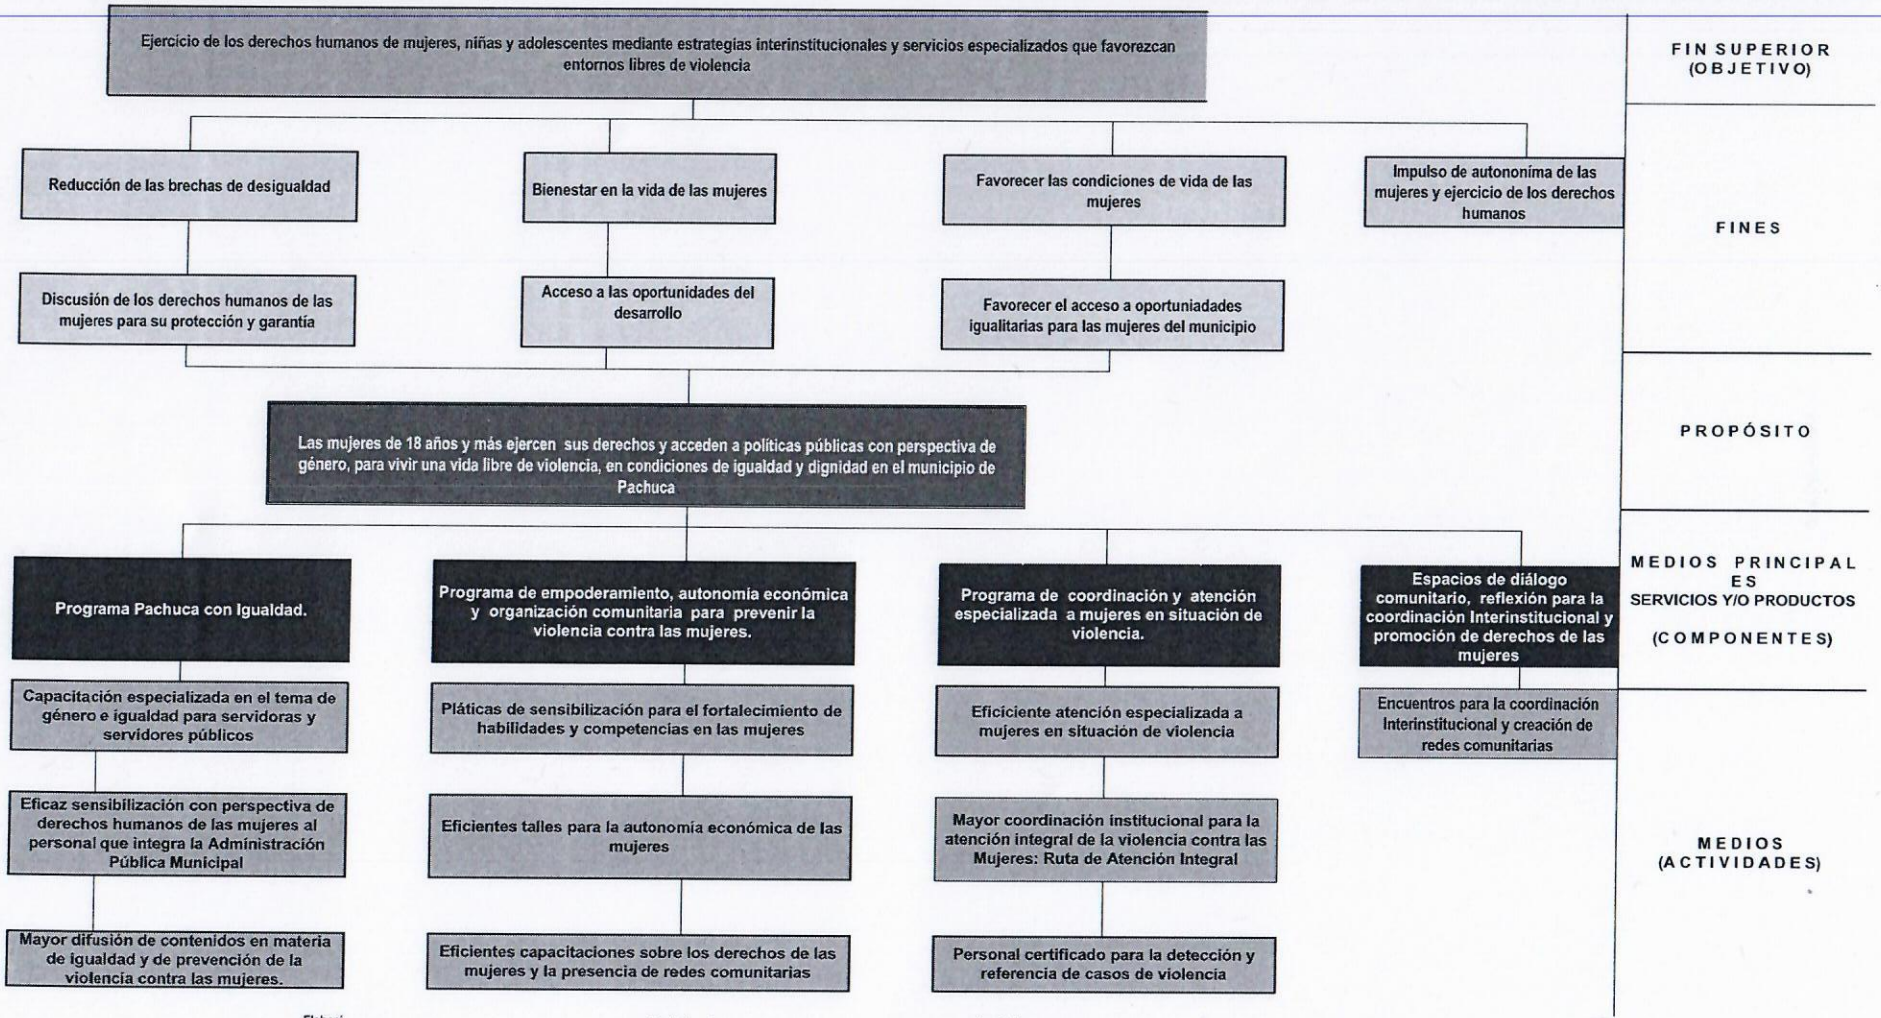 Ejercicio de los derechos humanos de mujeres, niñas y adolescentes mediante estrategias interinstitucionales y servicios especializados que favorezcan
entornos libres de violencia
FIN SUPERIOR
(OBJETIVO)
Reducción de las brechas de desigualdad
Bienestar en la vida de las mujeres
Favorecer las condiciones de vida de las
mujeres
Impulso de autononíma de las
mujeres y ejercicio de los derechos
humanos
FINES
Discusión de los derechos humanos de las
mujeres para su protección y garantía
Acceso a las oportunidades del
desarrollo
Favorecer el acceso a oportuniadades
igualitarias para las mujeres del municipio
Las mujeres de 18 años y más ejercen sus derechos y acceden a políticas públicas con perspectiva de
género, para vivir una vida libre de violencia, en condiciones de igualdad y dignidad en el municipio de
Pachuca
PROPÓSITO
Programa Pachuca con Igualdad.
Programa de empoderamiento, autonomía económica
y organización comunitaria para prevenir la
violencia contra las mujeres.
Programa de coordinación y atención
especializada a mujeres en situación de
violencia.
Espacios de diálogo
comunitario, reflexión para la
coordinación Interinstitucional y
promoción de derechos de las
mujeres
MEDIOS PRINCIPAL
ES
SERVICIOS Y/O PRODUCTOS
(COMPONENTES)
Capacitación especializada en el tema de
género e igualdad para servidoras y
servidores públicos
Pláticas de sensibilización para el fortalecimiento de
habilidades y competencias en las mujeres
Eficiciente atención especializada a
mujeres en situación de violencia
Encuentros para la coordinación
Interinstitucional y creación de
redes comunitarias
Eficaz sensibilización con perspectiva de
derechos humanos de las mujeres al
personal que integra la Administración
Pública Municipal
Eficientes talles para la autonomía económica de las
mujeres
Mayor coordinación institucional para la
atención integral de la violencia contra las
Mujeres: Ruta de Atención Integral
MEDIOS
(ACTIVIDADES)
Mayor difusión de contenidos en materia
de igualdad y de prevención de la
violencia contra las mujeres.
Eficientes capacitaciones sobre los derechos de las
mujeres y la presencia de redes comunitarias
Personal certificado para la detección y
referencia de casos de violencia